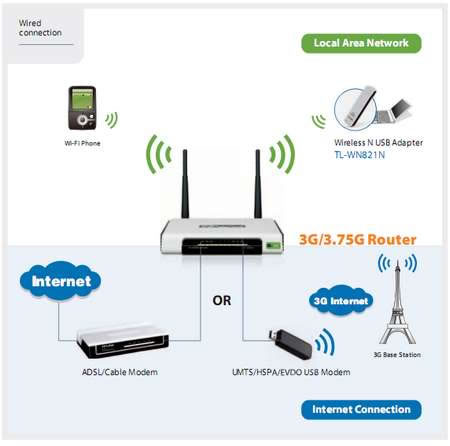 Wired
connection
Local Area Network
Wi-Fi Phone
Wireless N USB Adapter
TL-WN821N
3G/3.75G Router
Internet
OR
3G Internet
ADSL/Cable Modem
UMTS/HSPA/EVDO USB Modem
3G Base Station
Internet Connection